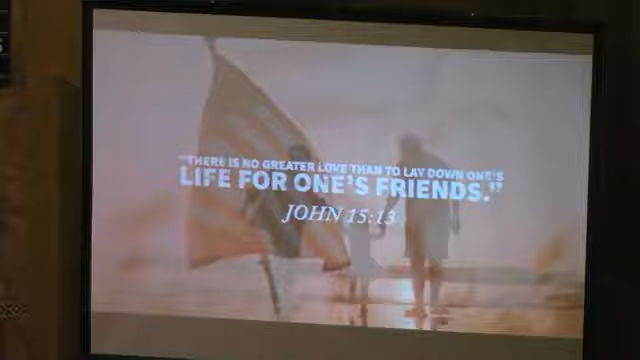 "THERE IS NO GREATER LOVE THAN TO LAY DOWN ONE'S
LIFE FOR ONE'S FRIENDS."
JOHN 15:13